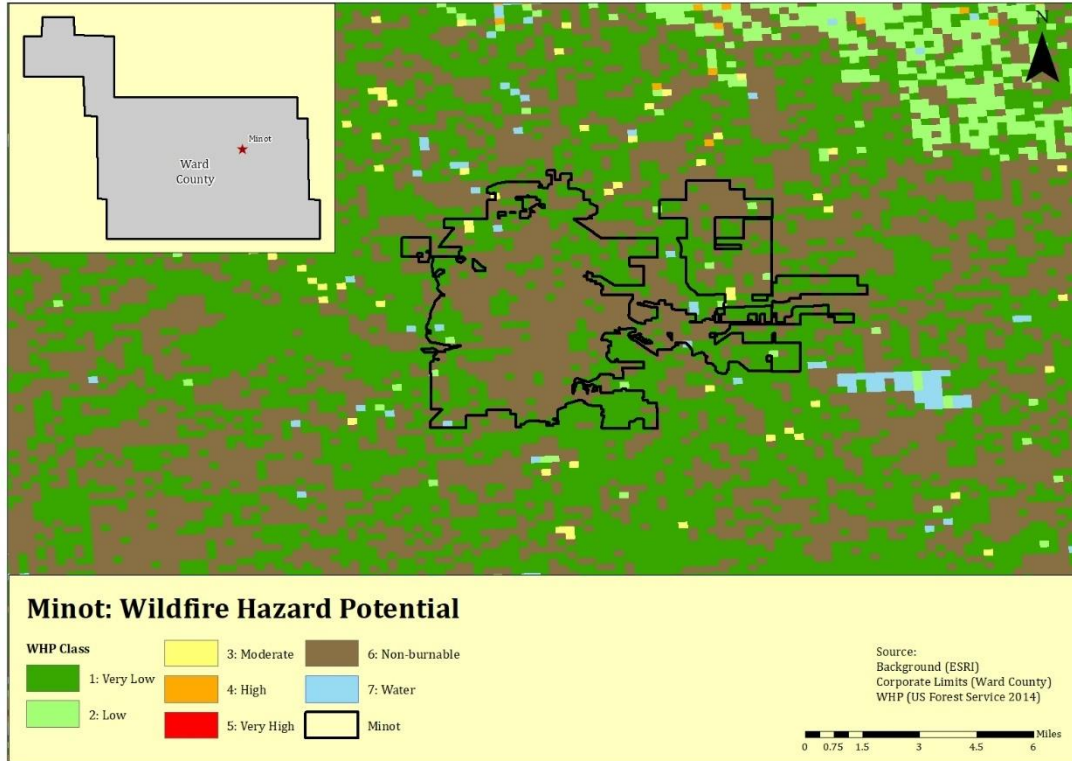 N
Minot
Ward
County
Minot: Wildfire Hazard Potential
WHP Class
1: Very Low
2: Low
3: Moderate
4: High
5: Very High
6: Non-burnable
7: Water
Minot
Source:
Background (ESRI)
Corporate Limits (Ward County)
WHP (US Forest Service 2014)
Miles
0 0.75 1.5 3 4.5 6